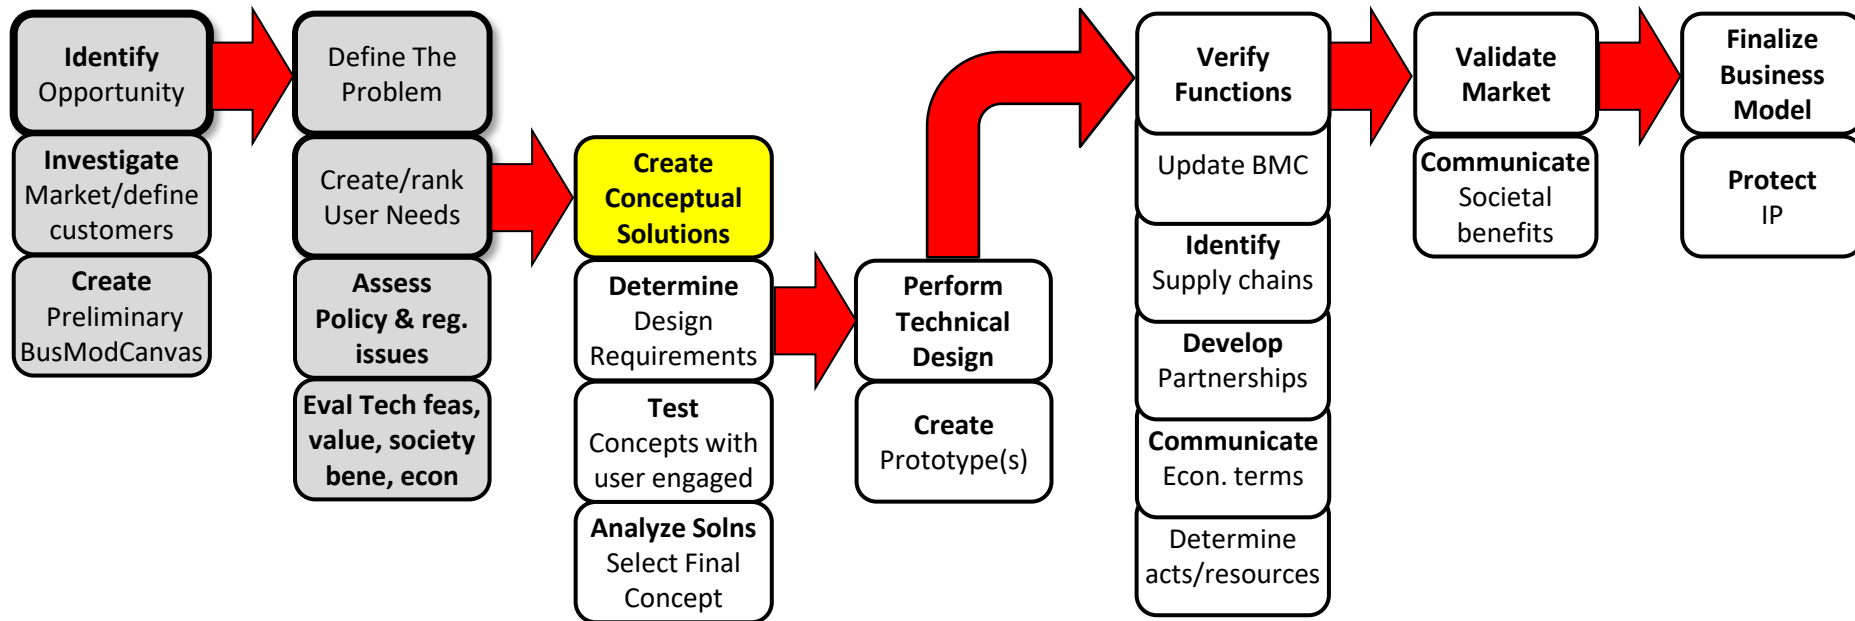 Identify
Opportunity
Investigate
Market/define
customers
Create
Preliminary
BusModCanvas
Define The
Problem
Create/rank
User Needs
Assess
Policy & reg.
issues
Eval Tech feas,
value, society
bene, econ
Create
Conceptual
Solutions
Determine
Design
Requirements
Test
Concepts with
user engaged
Analyze Solns
Select Final
Concept
Perform
Technical
Design
Create
Prototype(s)
Verify
Functions
Update BMC
Identify
Supply chains
Develop
Partnerships
Communicate
Econ. terms
Determine
acts/resources
Validate
Market
Communicate
Societal
benefits
Finalize
Business
Model
Protect
IP